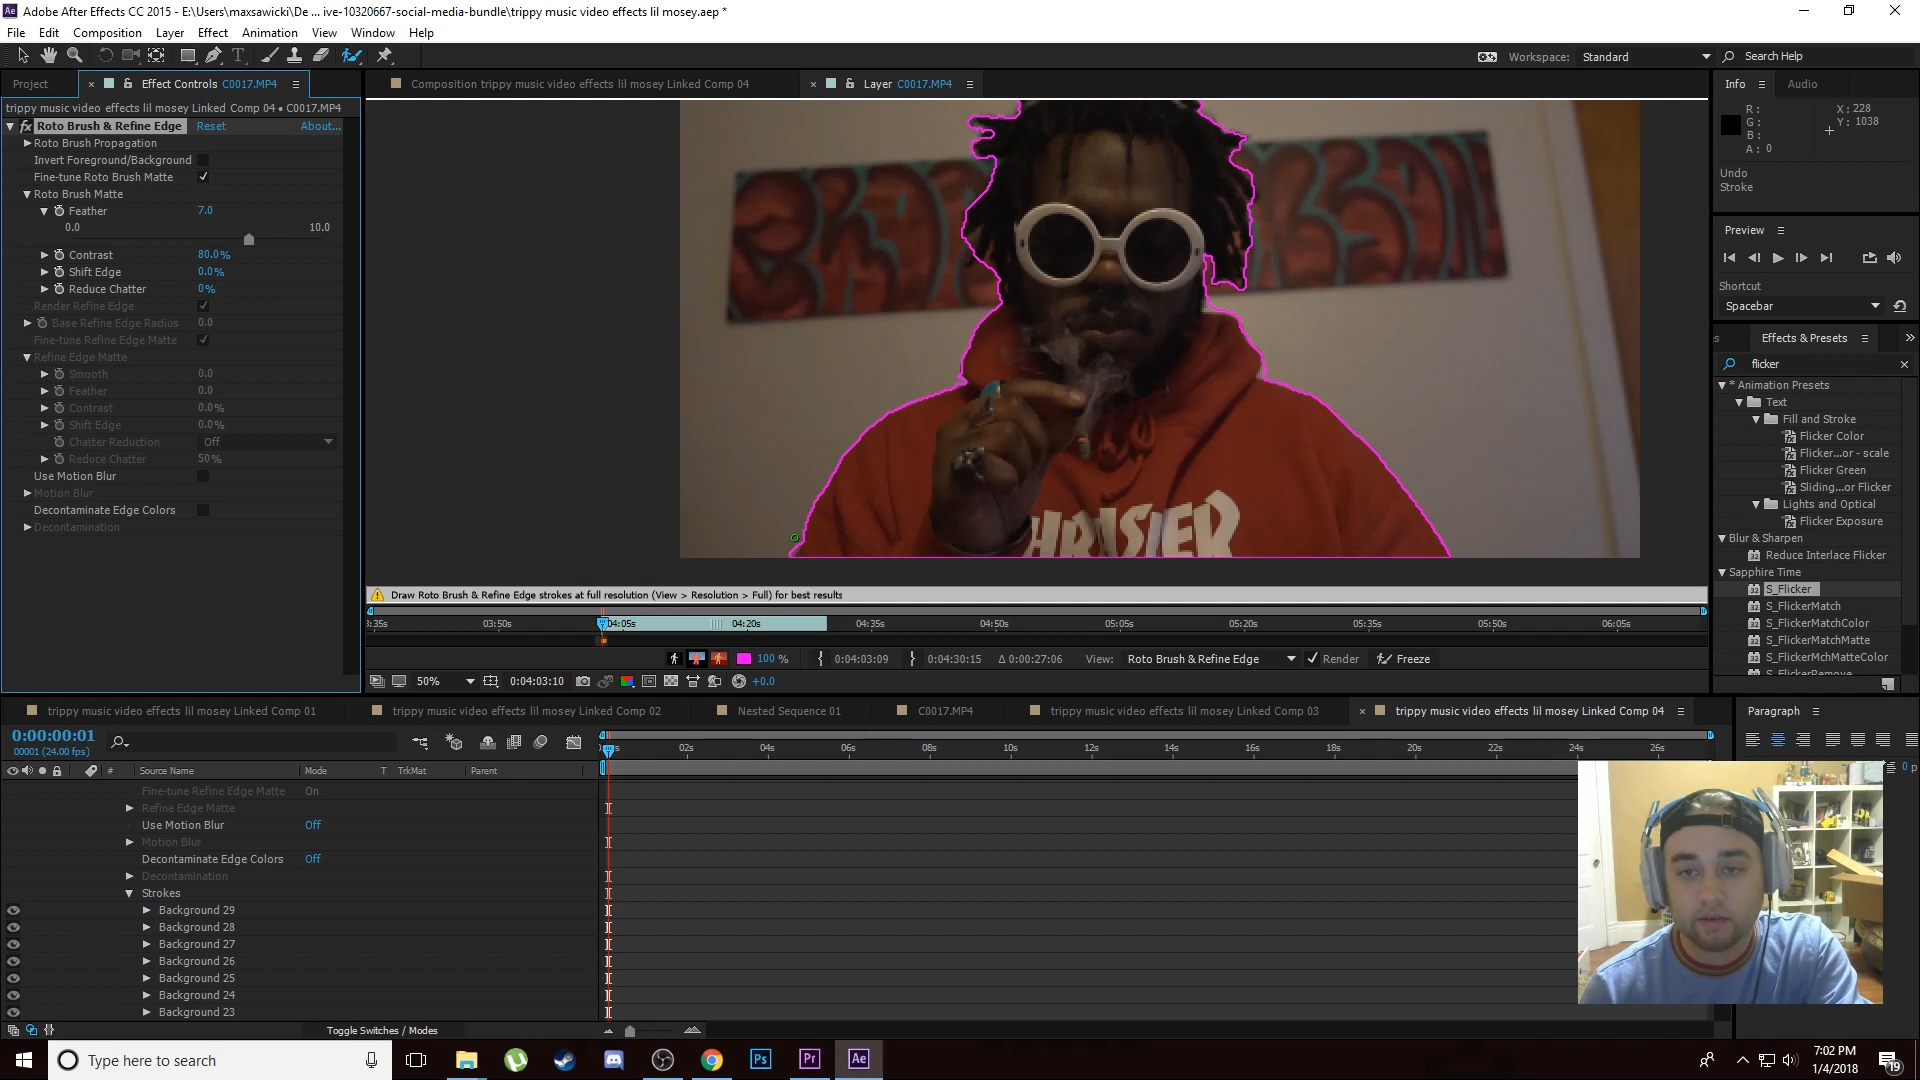 Adobe After Effects CC 2015 - E:\Users\maxsawicki\De ... ive-10320667-social-media-bundle\trippy music video effects lil mosey.aep *
File Edit Composition Layer Effect Animation View Window Help
Workspace: Standard
Search Help
Project
Effect Controls C0017.MP4
Composition trippy music video effects lil mosey Linked Comp 04
Layer C0017.MP4
Info
Audio
trippy music video effects lil mosey Linked Comp 04 • C0017.MP4
fx Roto Brush & Refine Edge Reset About...
Roto Brush Propagation
Invert Foreground/Background
Fine-tune Roto Brush Matte
Roto Brush Matte
Feather 7.0
0.0 10.0
Contrast 80.0%
Shift Edge 0.0%
Reduce Chatter 0%
Render Refine Edge
Base Refine Edge Radius 0.0
Fine-tune Refine Edge Matte
Refine Edge Matte
Smooth 0.0
Feather 0.0
Contrast 0.0%
Shift Edge 0.0%
Chatter Reduction Off
Reduce Chatter 50%
Use Motion Blur
Motion Blur
Decontaminate Edge Colors
Decontamination
R:
G:
B:
A: 0
X: 228
Y: 1038
Undo
Stroke
Preview
Shortcut
Spacebar
Effects & Presets
flicker
* Animation Presets
Text
Fill and Stroke
Flicker Color
Flicker...or - scale
Flicker Green
Sliding...or Flicker
Lights and Optical
Flicker Exposure
Blur & Sharpen
Reduce Interlace Flicker
Sapphire Time
S_Flicker
S_FlickerMatch
S_FlickerMatchColor
S_FlickerMatchMatte
S_FlickerMchMatteColor
S_FlickerRemove
Draw Roto Brush & Refine Edge strokes at full resolution (View > Resolution > Full) for best results
3:35s 03:50s 04:05s 04:20s 04:35s 04:50s 05:05s 05:20s 05:35s 05:50s 06:05s
100 % 0:04:03:09 0:04:30:15 Δ 0:00:27:06 View: Roto Brush & Refine Edge Render Freeze
50% 0:04:03:10 +0.0
trippy music video effects lil mosey Linked Comp 01
trippy music video effects lil mosey Linked Comp 02
Nested Sequence 01
C0017.MP4
trippy music video effects lil mosey Linked Comp 03
trippy music video effects lil mosey Linked Comp 04
Paragraph
0:00:00:01
00001 (24.00 fps)
02s 04s 06s 08s 10s 12s 14s 16s 18s 20s 22s 24s 26s
0 p
# Source Name Mode T TrkMat Parent
Fine-tune Refine Edge Matte On
Refine Edge Matte
Use Motion Blur Off
Motion Blur
Decontaminate Edge Colors Off
Decontamination
Strokes
Background 29
Background 28
Background 27
Background 26
Background 25
Background 24
Background 23
Toggle Switches / Modes
Type here to search
Ps
Pr
Ae
7:02 PM
1/4/2018
19